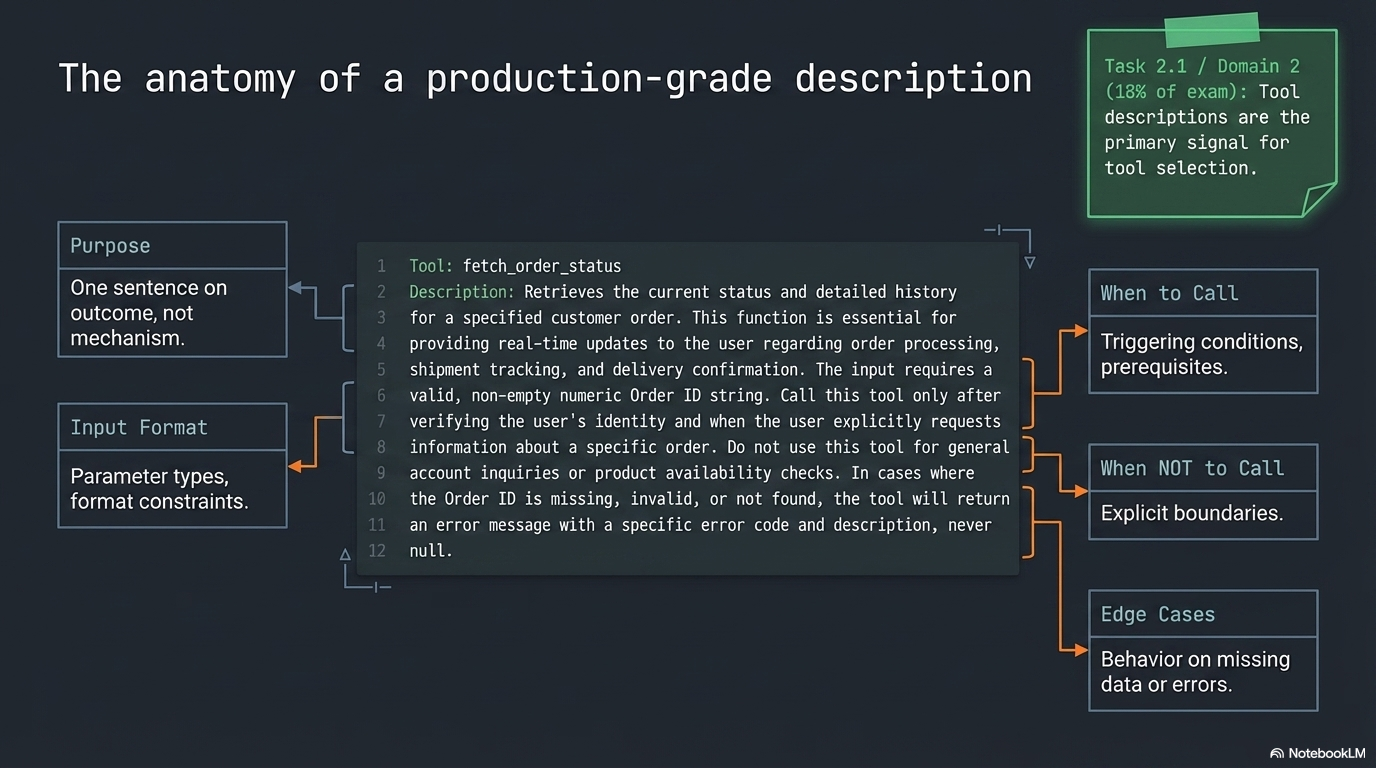 The anatomy of a production-grade description
Task 2.1 / Domain 2
(18% of exam): Tool
descriptions are the
primary signal for
tool selection.
Purpose
One sentence on
outcome, not
mechanism.
Input Format
Parameter types,
format constraints.
1 Tool: fetch_order_status
2 Description: Retrieves the current status and detailed history
3 for a specified customer order. This function is essential for
4 providing real-time updates to the user regarding order processing,
5 shipment tracking, and delivery confirmation. The input requires a
6 valid, non-empty numeric Order ID string. Call this tool only after
7 verifying the user's identity and when the user explicitly requests
8 information about a specific order. Do not use this tool for general
9 account inquiries or product availability checks. In cases where
10 the Order ID is missing, invalid, or not found, the tool will return
11 an error message with a specific error code and description, never
12 null.
When to Call
Triggering conditions,
prerequisites.
When NOT to Call
Explicit boundaries.
Edge Cases
Behavior on missing
data or errors.
NotebookLM